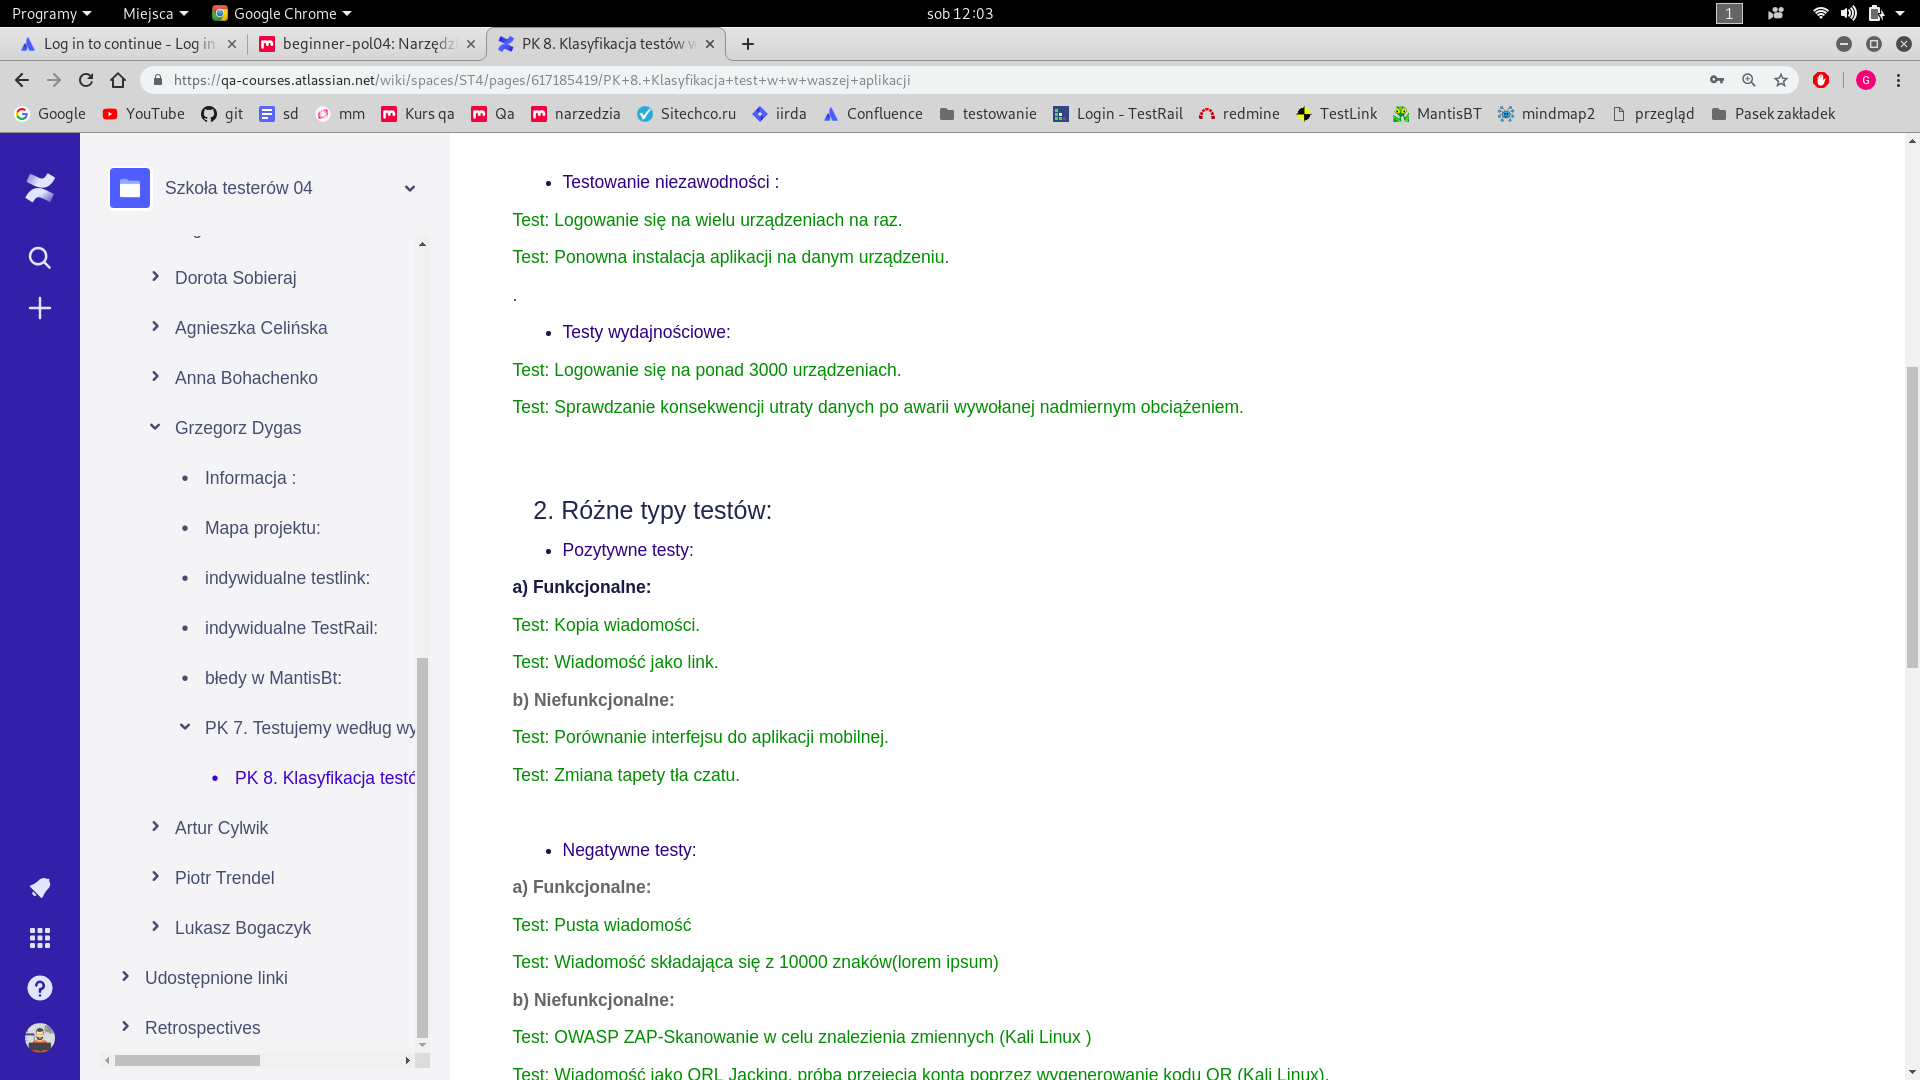 Programy Miejsca Google Chrome sob 12:03 1
Log in to continue - Log in beginner-pol04: Narzędzi PK 8. Klasyfikacja testów w
https://qa-courses.atlassian.net/wiki/spaces/ST4/pages/617185419/PK+8.+Klasyfikacja+test+w+w+waszej+aplikacji G
Google YouTube git sd mm Kurs qa Qa narzedzia Sitechco.ru iirda Confluence testowanie Login - TestRail redmine TestLink MantisBT mindmap2 przegląd Pasek zakładek
Szkoła testerów 04
Dorota Sobieraj
Agnieszka Celińska
Anna Bohachenko
Grzegorz Dygas
Informacja :
Mapa projektu:
indywidualne testlink:
indywidualne TestRail:
błedy w MantisBt:
PK 7. Testujemy według wy
PK 8. Klasyfikacja testó
Artur Cylwik
Piotr Trendel
Lukasz Bogaczyk
Udostępnione linki
Retrospectives
• Testowanie niezawodności :
Test: Logowanie się na wielu urządzeniach na raz.
Test: Ponowna instalacja aplikacji na danym urządzeniu.
.
• Testy wydajnościowe:
Test: Logowanie się na ponad 3000 urządzeniach.
Test: Sprawdzanie konsekwencji utraty danych po awarii wywołanej nadmiernym obciążeniem.
2. Różne typy testów:
• Pozytywne testy:
a) Funkcjonalne:
Test: Kopia wiadomości.
Test: Wiadomość jako link.
b) Niefunkcjonalne:
Test: Porównanie interfejsu do aplikacji mobilnej.
Test: Zmiana tapety tła czatu.
• Negatywne testy:
a) Funkcjonalne:
Test: Pusta wiadomość
Test: Wiadomość składająca się z 10000 znaków(lorem ipsum)
b) Niefunkcjonalne:
Test: OWASP ZAP-Skanowanie w celu znalezienia zmiennych (Kali Linux )
Test: Wiadomość jako QRL Jacking, próba przejęcia konta poprzez wygenerowanie kodu QR (Kali Linux).